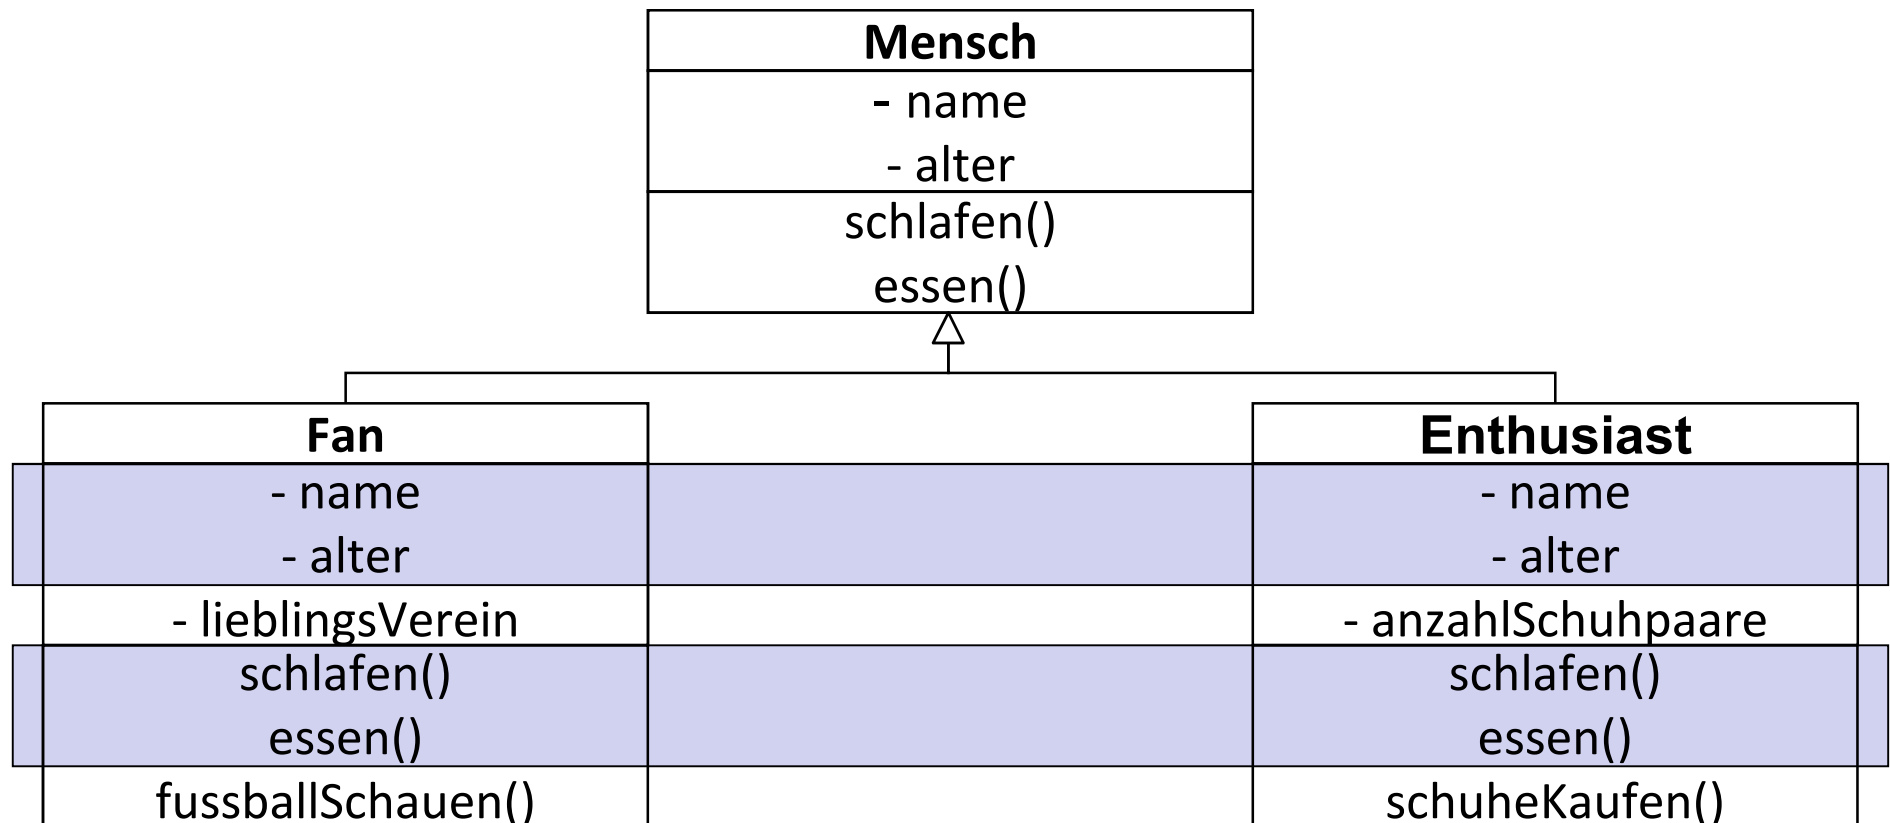 Mensch
- name
- alter
schlafen()
essen()
Fan
- name
- alter
- lieblingsVerein
schlafen()
essen()
fussballSchauen()
Enthusiast
- name
- alter
- anzahlSchuhpaare
schlafen()
essen()
schuheKaufen()